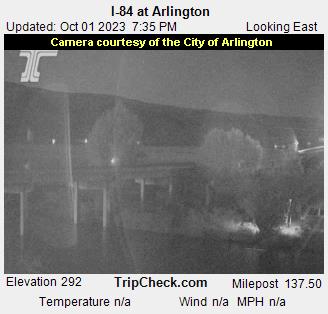 I-84 at Arlington
Updated: Oct 01 2023 7:35 PM Looking East
Camera courtesy of the City of Arlington
Elevation 292 TripCheck.com Milepost 137.50
Temperature n/a Wind n/a MPH n/a